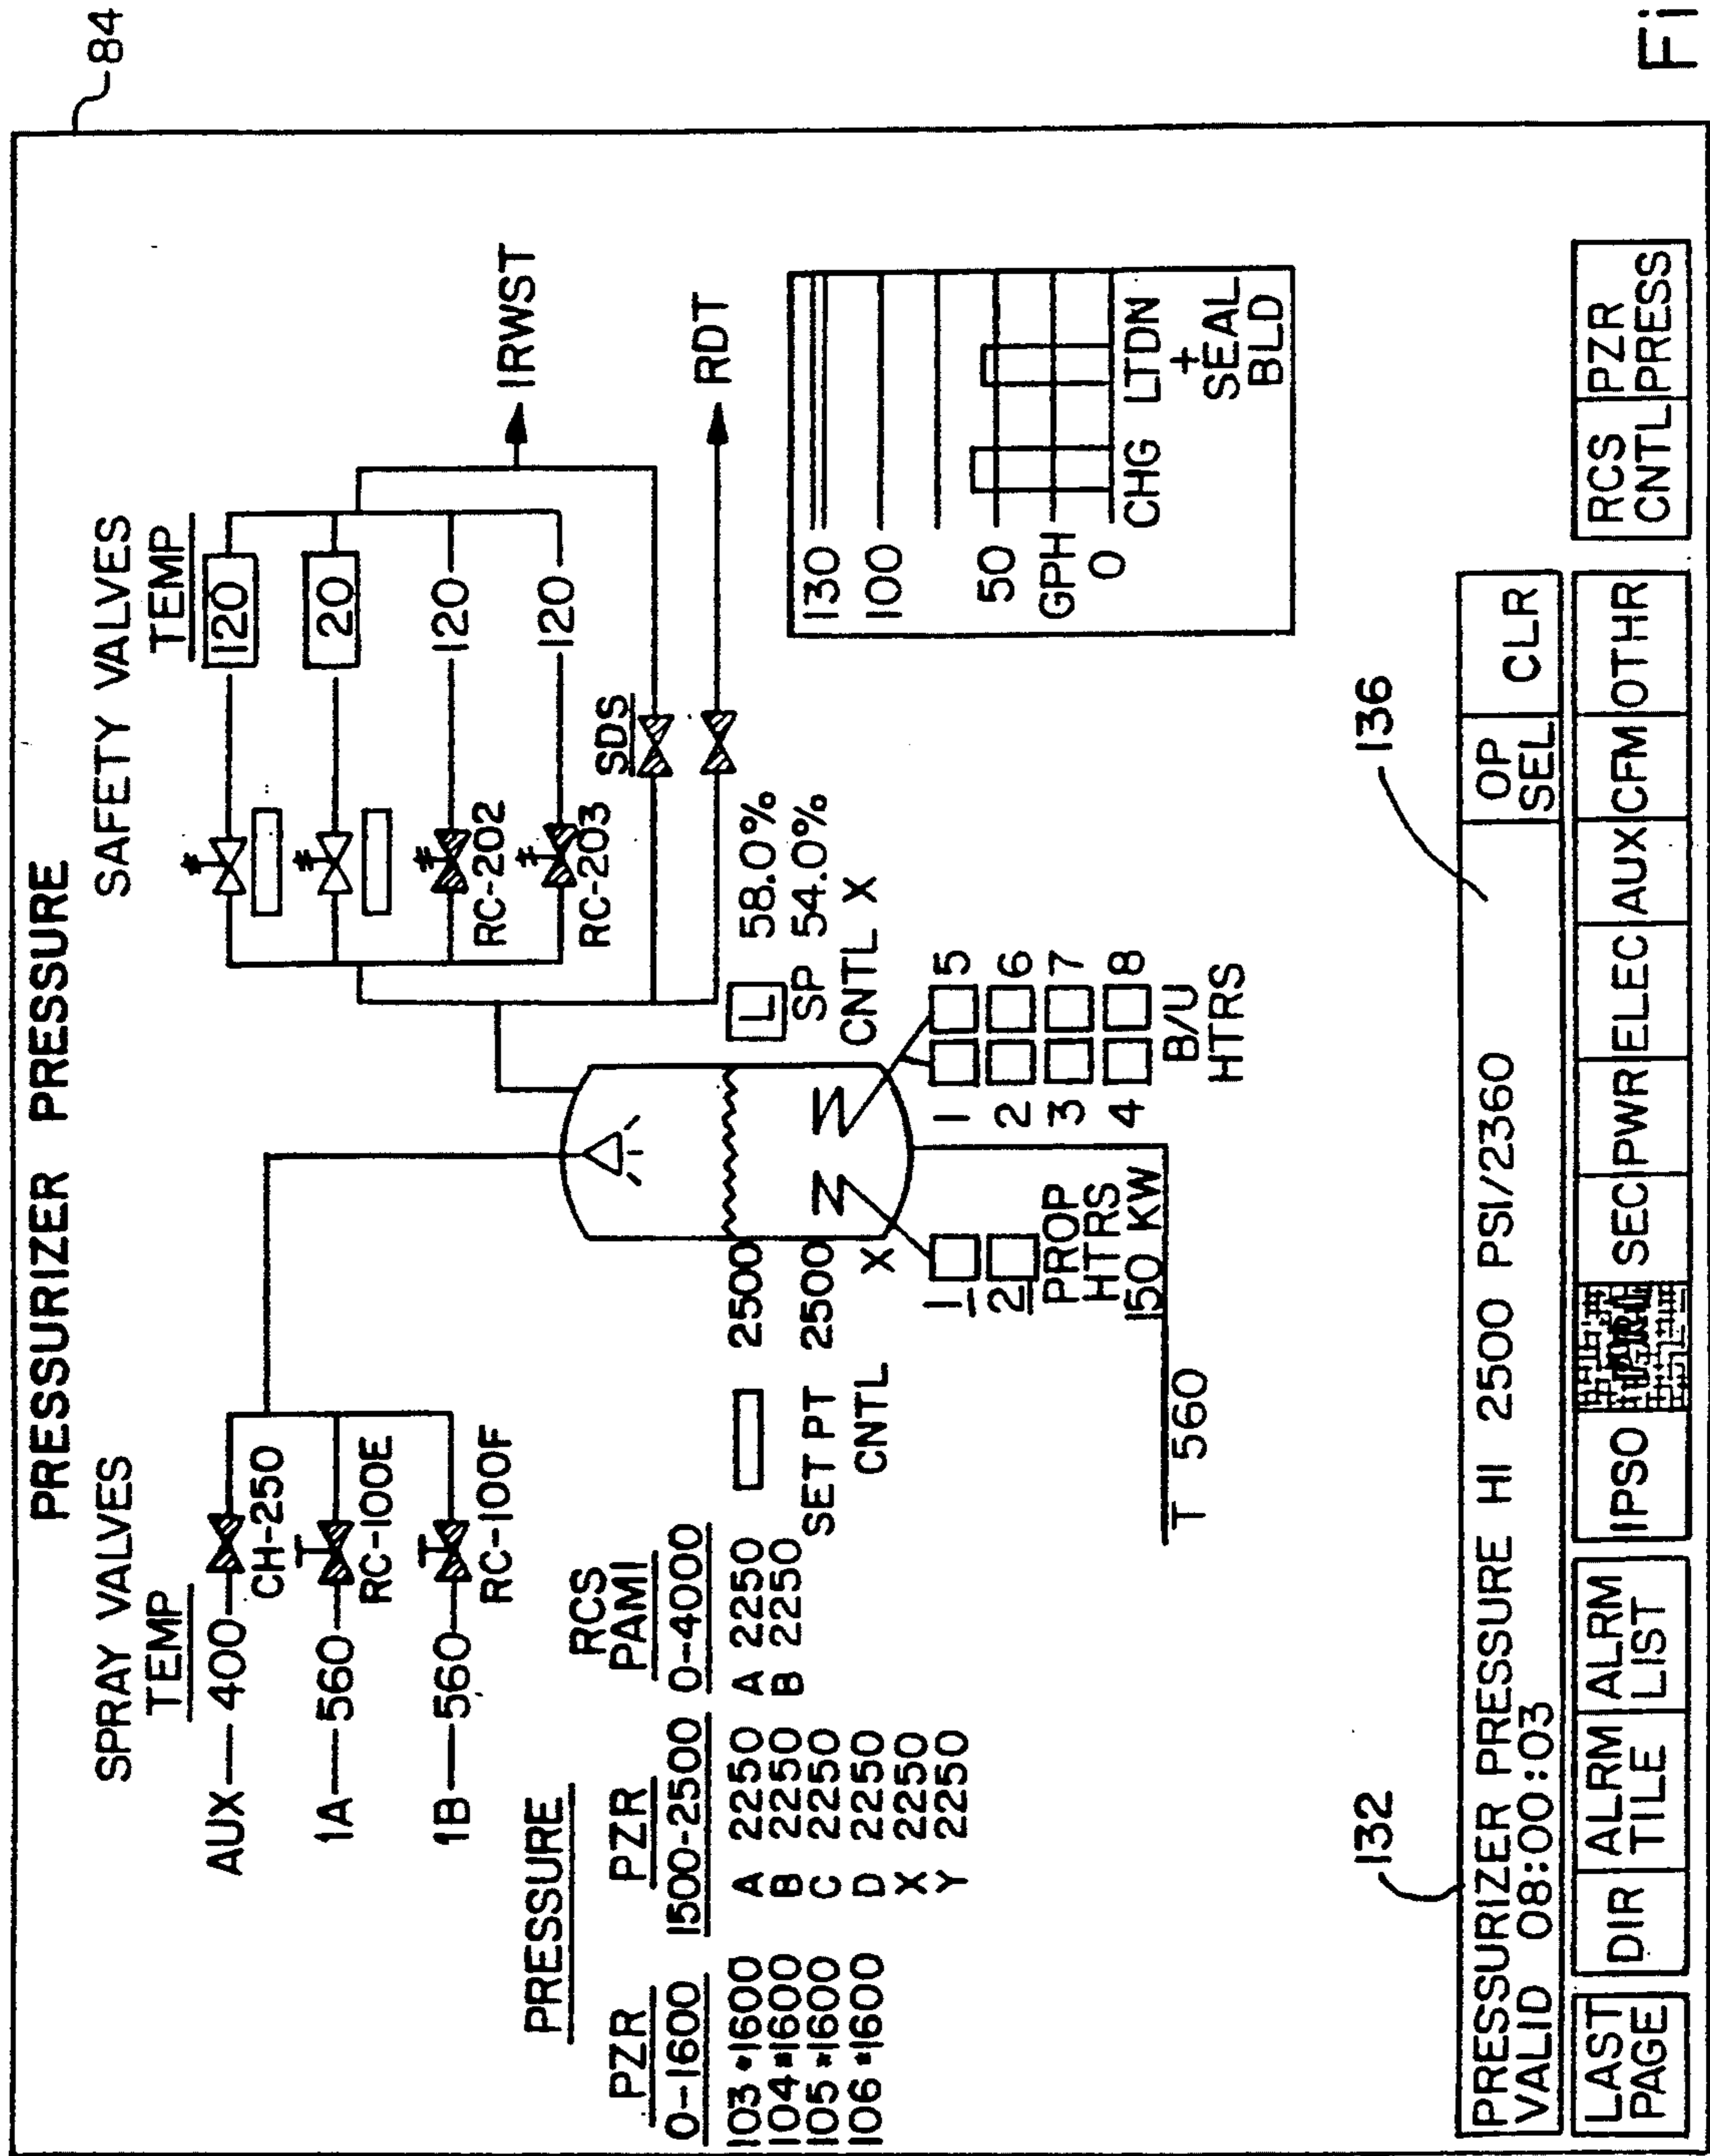 84
PRESSURIZER PRESSURE
SPRAY VALVES
TEMP
AUX 400
CH-250
1A 560
RC-100E
1B 560
RC-100F
SAFETY VALVES
TEMP
120
20
120
RC-202
120
RC-203
SDS
IRWST
RDT
PRESSURE
PZR
0-1600
103 *1600
104 *1600
105 *1600
106 *1600
PZR
1500-2500
A 2250
B 2250
C 2250
D 2250
X 2250
Y 2250
RCS
PAMI
0-4000
A 2250
B 2250
2500
SET PT 2500
CNTL X
L 58.0%
SP 54.0%
CNTL X
1
2
PROP
HTRS
150 KW
1 5
2 6
3 7
4 8
B/U
HTRS
T 560
130
100
50
GPH
0
CHG LTDN
+
SEAL
BLD
132
136
PRESSURIZER PRESSURE HI 2500 PSI/2360
VALID 08:00:03
OP
SEL
CLR
LAST
PAGE
DIR
ALRM
TILE
ALRM
LIST
IPSO
SEC
PWR
ELEC
AUX
CFM
OTHR
RCS
CNTL
PZR
PRESS
Fi